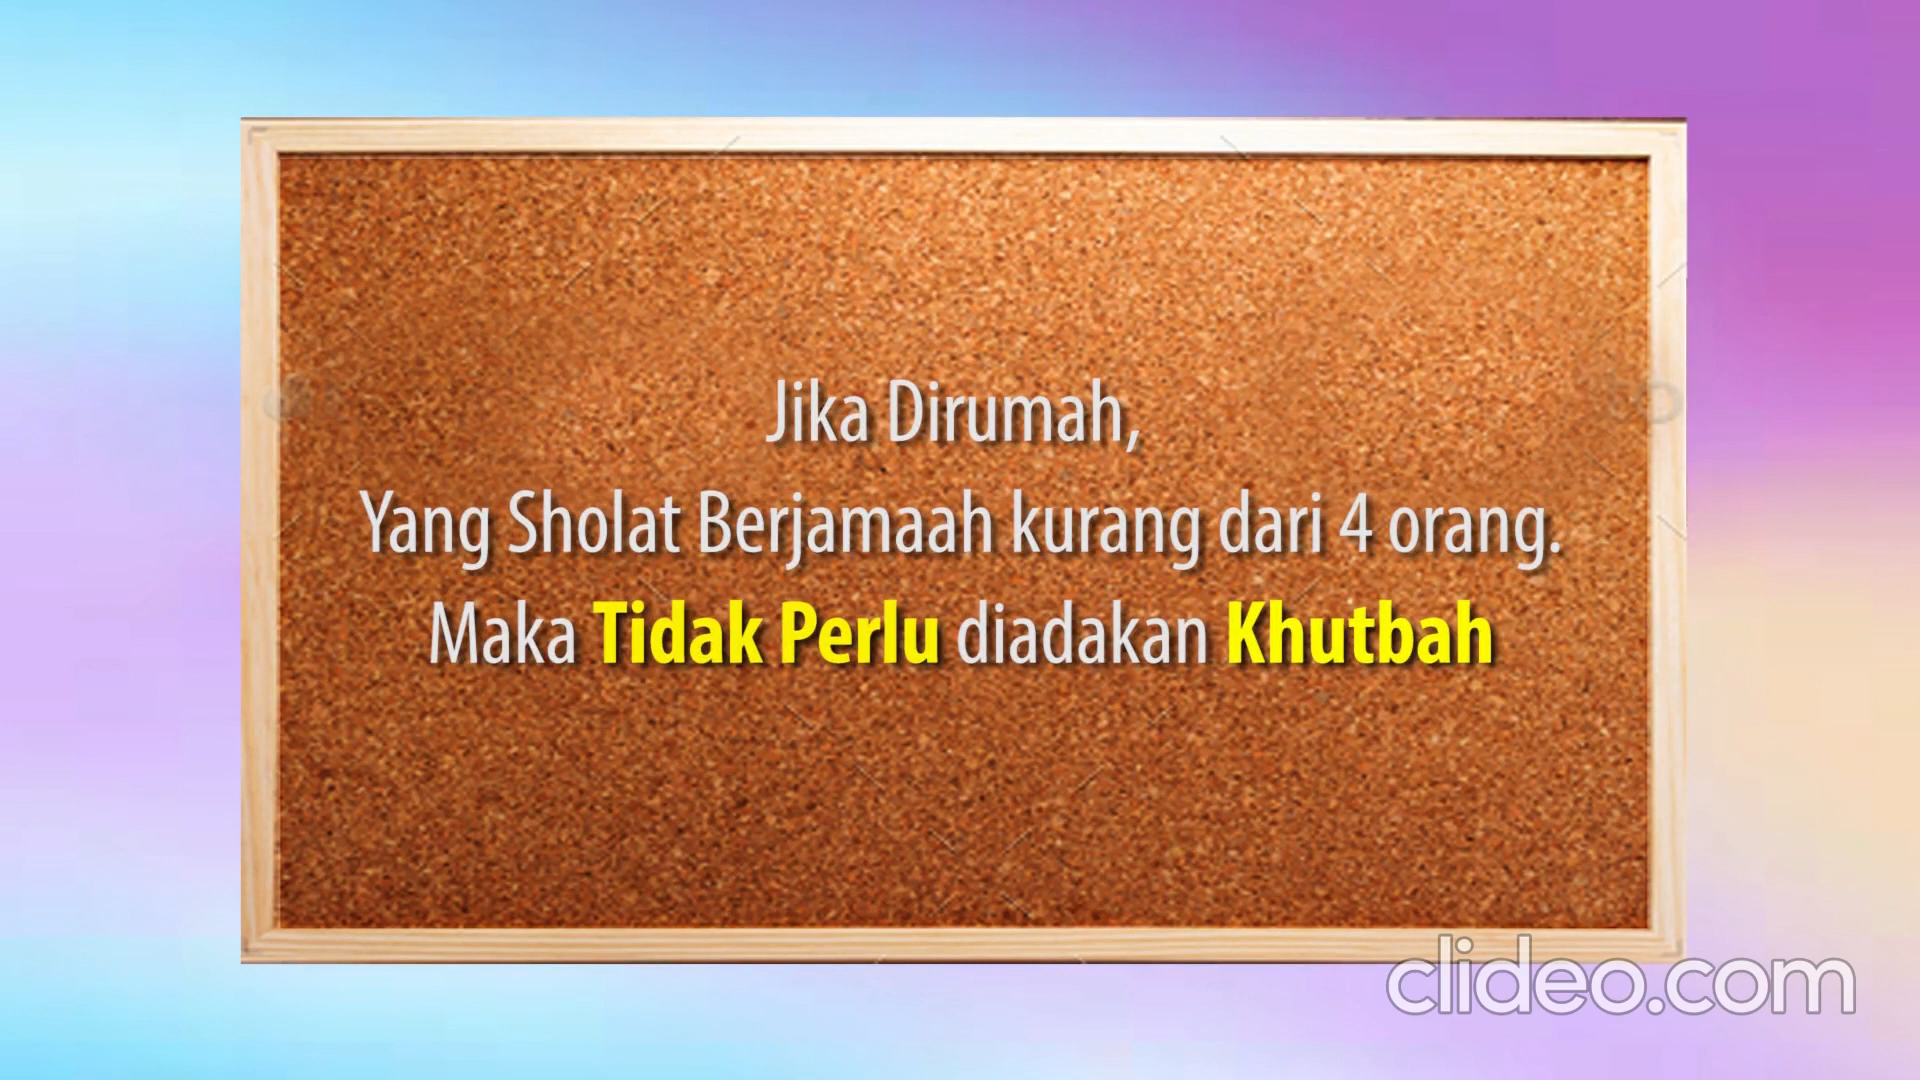 Jika Dirumah,
Yang Sholat Berjamaah kurang dari 4 orang.
Maka Tidak Perlu diadakan Khutbah
clideo.com